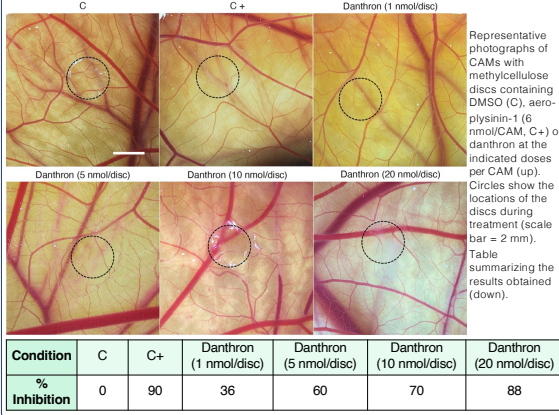 C
C +
Danthron (1 nmol/disc)
Danthron (5 nmol/disc)
Danthron (10 nmol/disc)
Danthron (20 nmol/disc)
Representative
photographs of
CAMs with
methylcellulose
discs containing
DMSO (C), aero-
plysinin-1 (6
nmol/CAM, C+) o
danthron at the
indicated doses
per CAM (up).
Circles show the
locations of the
discs during
treatment (scale
bar = 2 mm).
Table
summarizing the
results obtained
(down).
Condition C C+ Danthron (1 nmol/disc) Danthron (5 nmol/disc) Danthron (10 nmol/disc) Danthron (20 nmol/disc)
% Inhibition 0 90 36 60 70 88